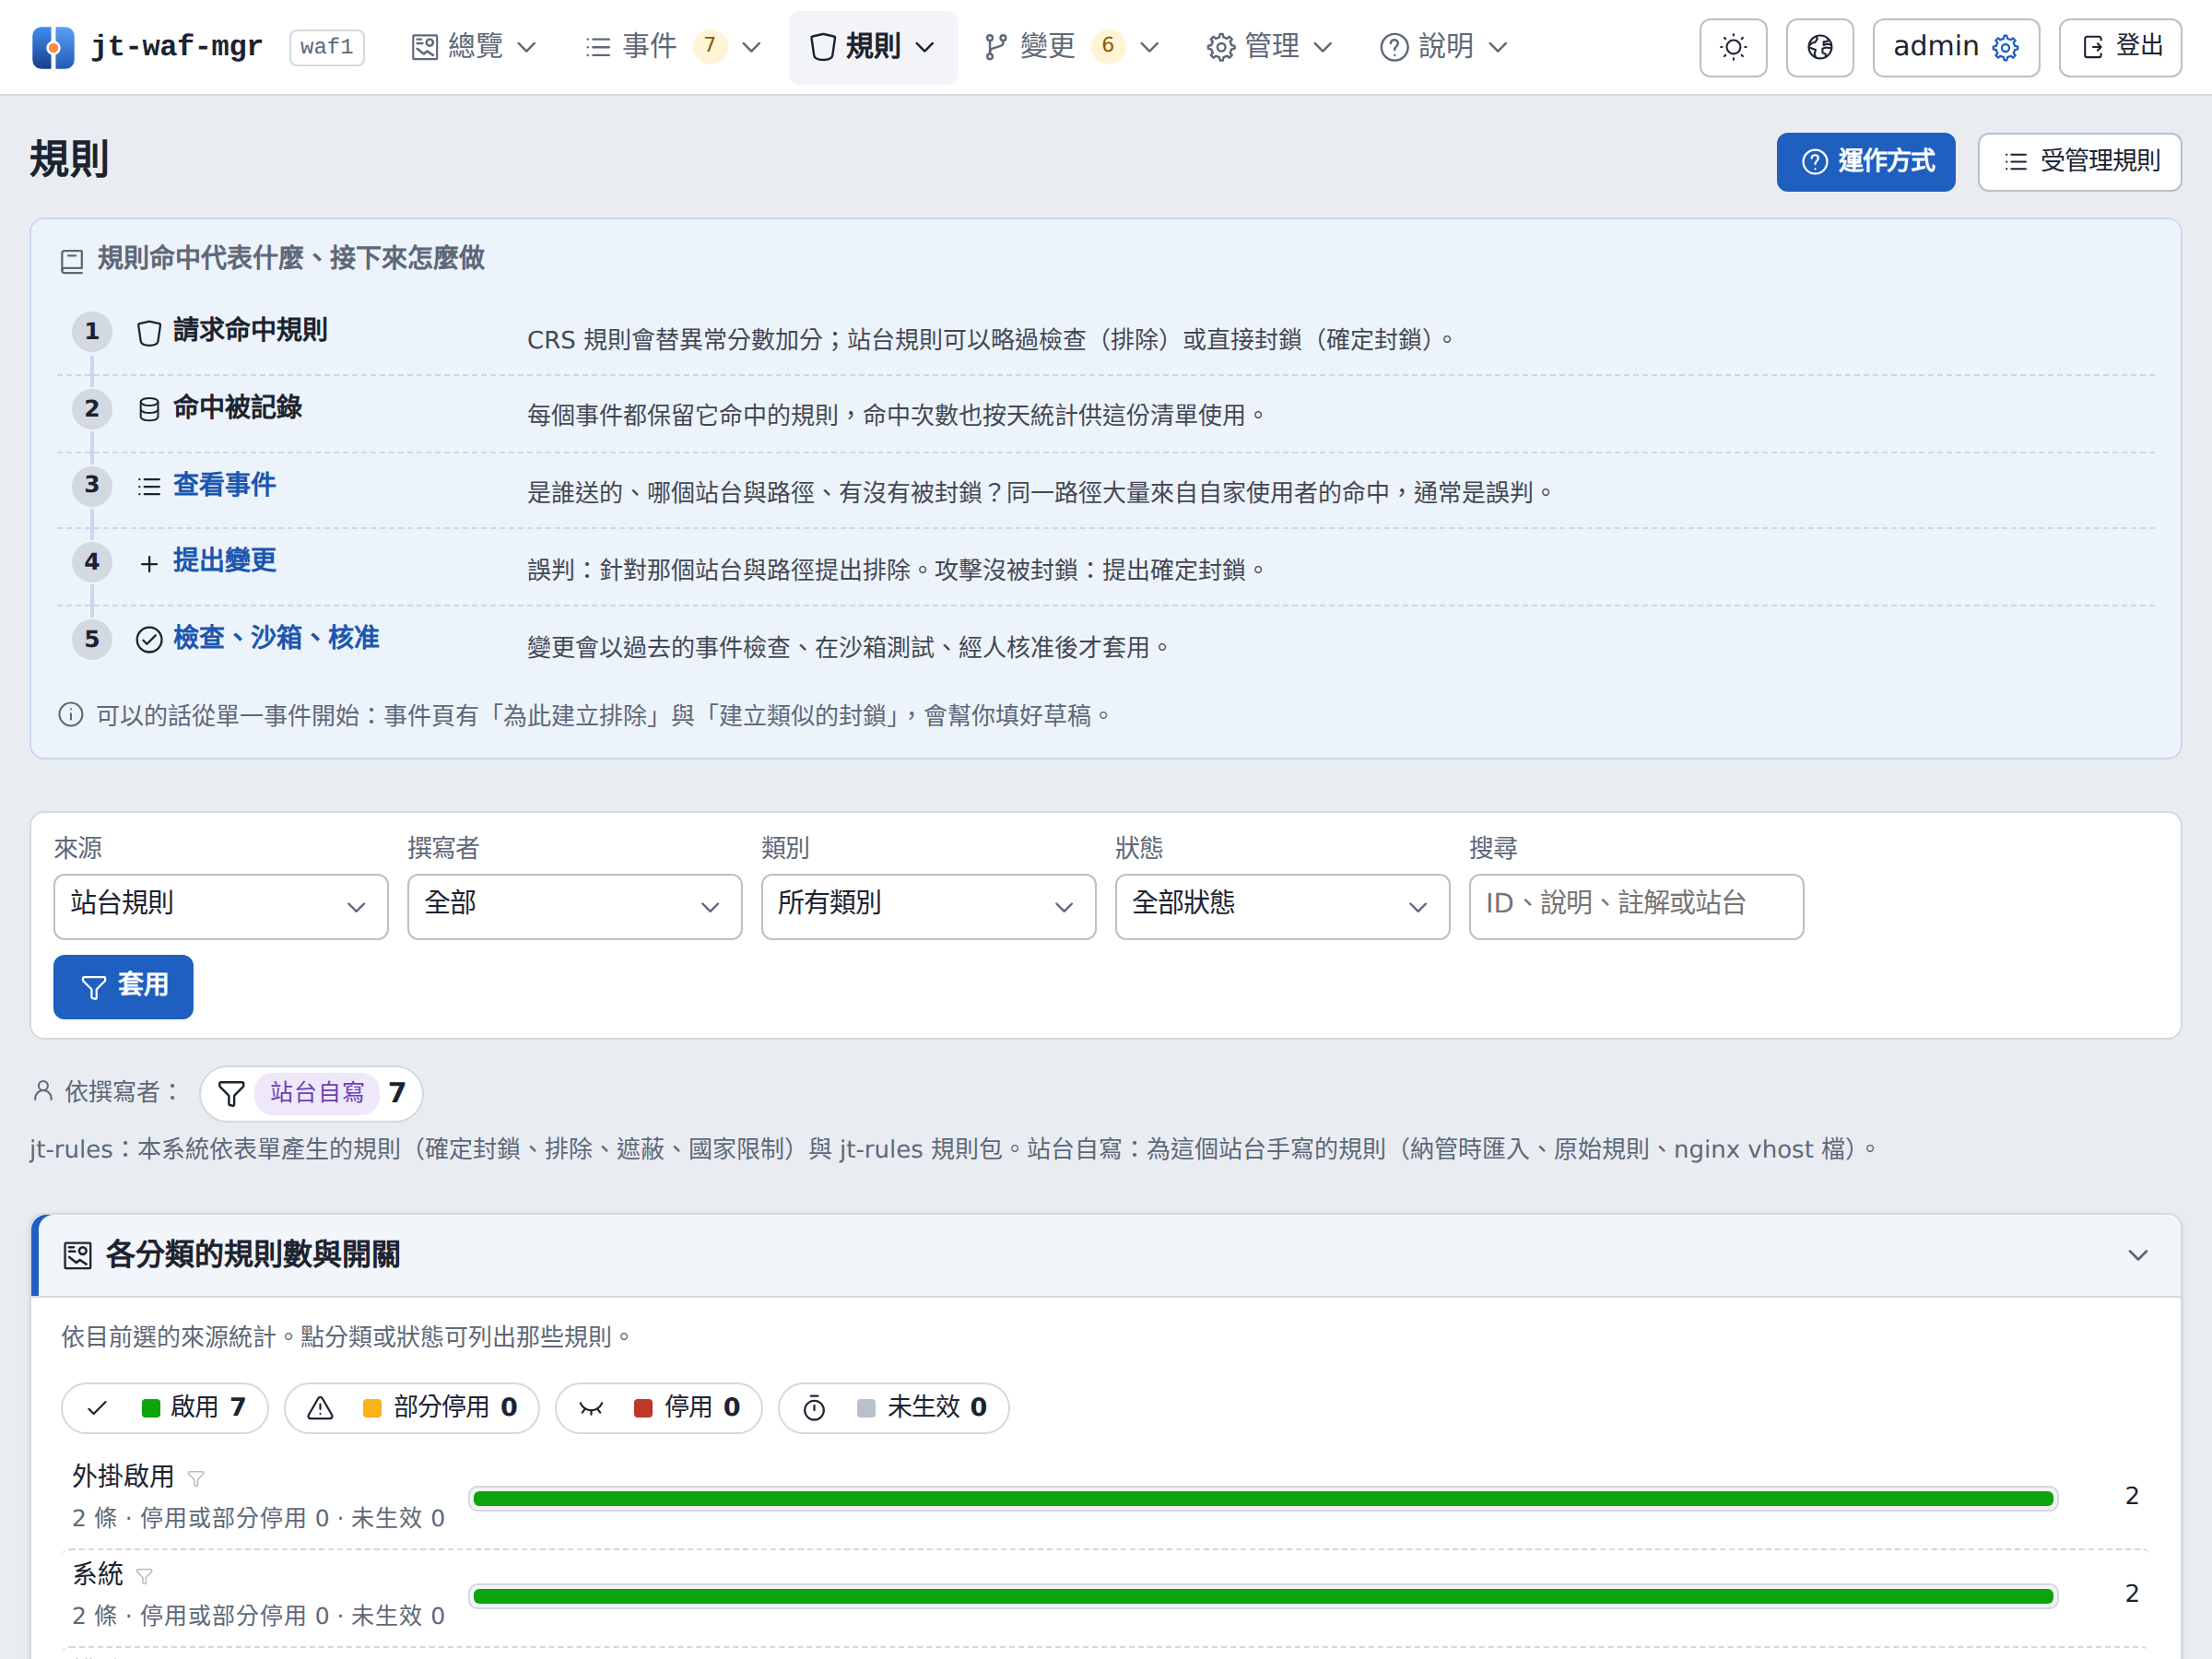 jt-waf-mgr waf1 總覽 事件 7 規則 變更 6 管理 說明 admin 登出
規則 運作方式 受管理規則
規則命中代表什麼、接下來怎麼做
1 請求命中規則 CRS 規則會替異常分數加分；站台規則可以略過檢查（排除）或直接封鎖（確定封鎖）。
2 命中被記錄 每個事件都保留它命中的規則，命中次數也按天統計供這份清單使用。
3 查看事件 是誰送的、哪個站台與路徑、有沒有被封鎖？同一路徑大量來自自家使用者的命中，通常是誤判。
4 提出變更 誤判：針對那個站台與路徑提出排除。攻擊沒被封鎖：提出確定封鎖。
5 檢查、沙箱、核准 變更會以過去的事件檢查、在沙箱測試、經人核准後才套用。
可以的話從單一事件開始：事件頁有「為此建立排除」與「建立類似的封鎖」，會幫你填好草稿。
來源 撰寫者 類別 狀態 搜尋
站台規則 全部 所有類別 全部狀態 ID、說明、註解或站台
套用
依撰寫者： 站台自寫 7
jt-rules：本系統依表單產生的規則（確定封鎖、排除、遮蔽、國家限制）與 jt-rules 規則包。站台自寫：為這個站台手寫的規則（納管時匯入、原始規則、nginx vhost 檔）。
各分類的規則數與開關
依目前選的來源統計。點分類或狀態可列出那些規則。
啟用 7 部分停用 0 停用 0 未生效 0
外掛啟用
2 條 · 停用或部分停用 0 · 未生效 0 2
系統
2 條 · 停用或部分停用 0 · 未生效 0 2